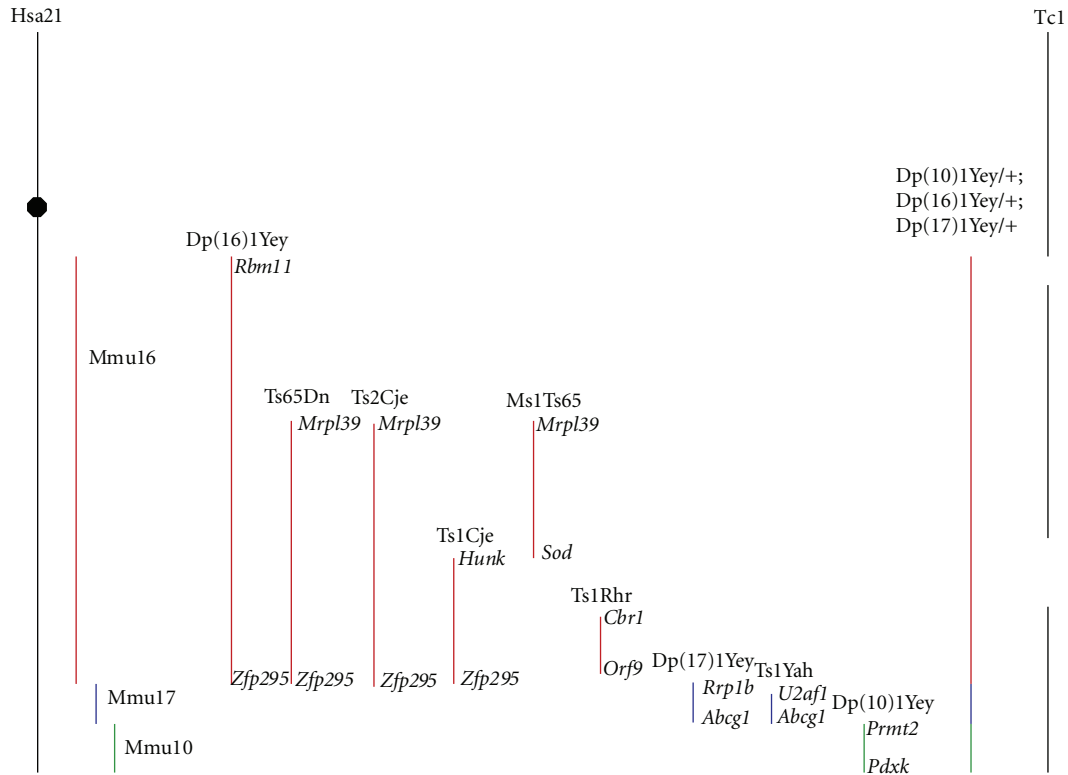 Hsa21
Tc1
Dp(10)1Yey/+;
Dp(16)1Yey/+;
Dp(17)1Yey/+
Dp(16)1Yey
Rbm11
Mmu16
Ts65Dn
Ts2Cje
Ms1Ts65
Mrpl39
Mrpl39
Mrpl39
Ts1Cje
Hunk
Sod
Ts1Rhr
Cbr1
Orf9
Zfp295
Zfp295
Zfp295
Zfp295
Dp(17)1Yey
Ts1Yah
Mmu17
Rrp1b
U2af1
Dp(10)1Yey
Abcg1
Abcg1
Prmt2
Mmu10
Pdxk